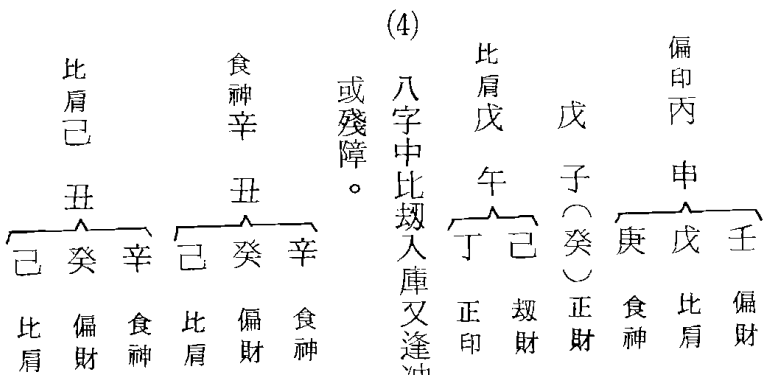 偏印丙申
壬偏財
戊比肩
庚食神
戊子(癸)正財
比肩戊午
己刼財
丁正印
(4)八字中比刼入庫又逢冲
或殘障。
食神辛丑
辛食神
癸偏財
己比肩
比肩己丑
辛食神
癸偏財
己比肩